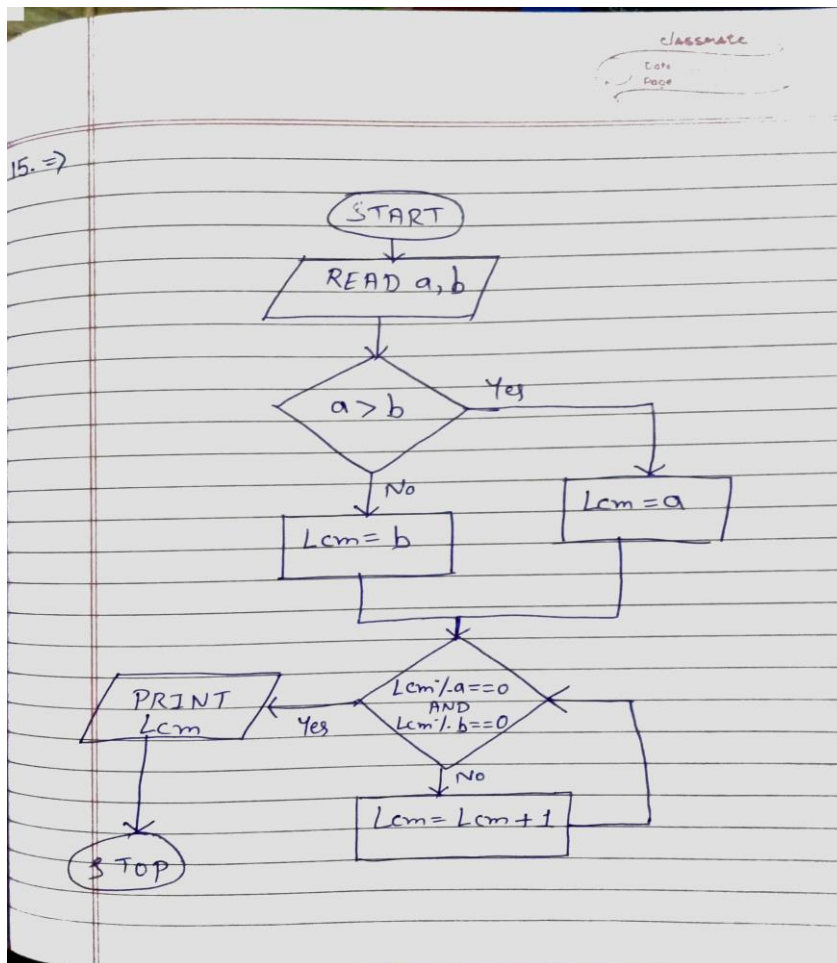 classmate
Date
Page
15. =>
START
READ a, b
a > b
Yes
No
Lcm = a
Lcm = b
Lcm % a == 0
AND
Lcm % b == 0
Yes
PRINT
Lcm
No
Lcm = Lcm + 1
STOP